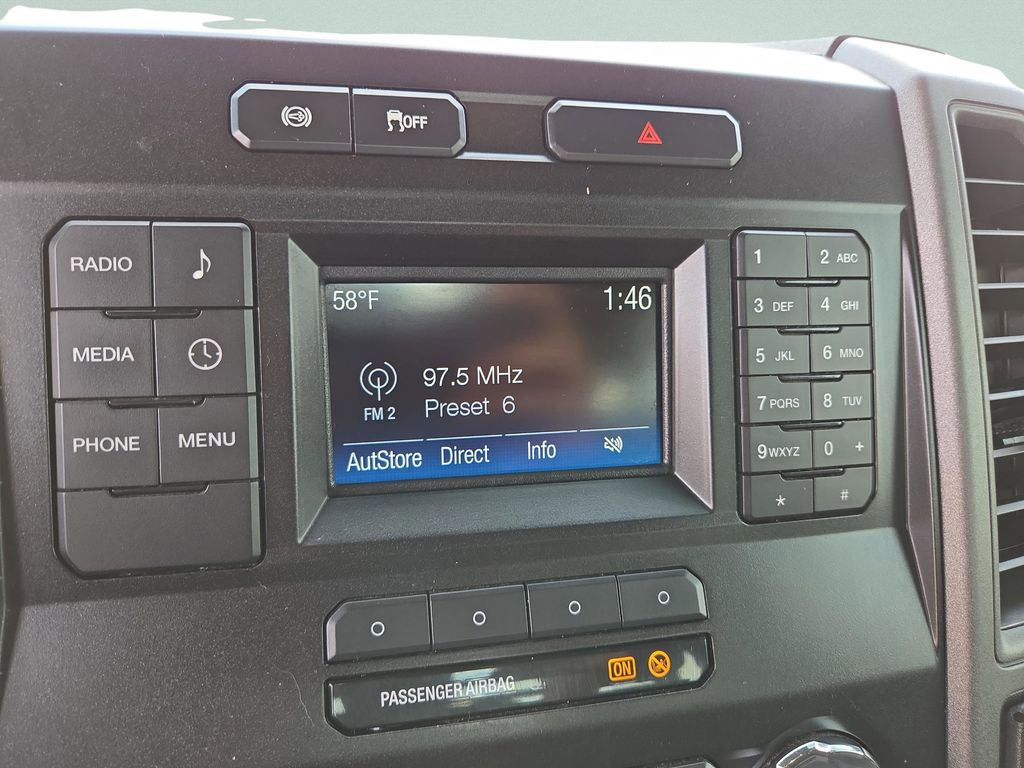 OFF
RADIO
MEDIA
PHONE MENU
58°F 1:46
97.5 MHz
FM 2 Preset 6
AutStore Direct Info
1 2 ABC
3 DEF 4 GHI
5 JKL 6 MNO
7 PQRS 8 TUV
9 WXYZ 0 +
* #
PASSENGER AIRBAG ON